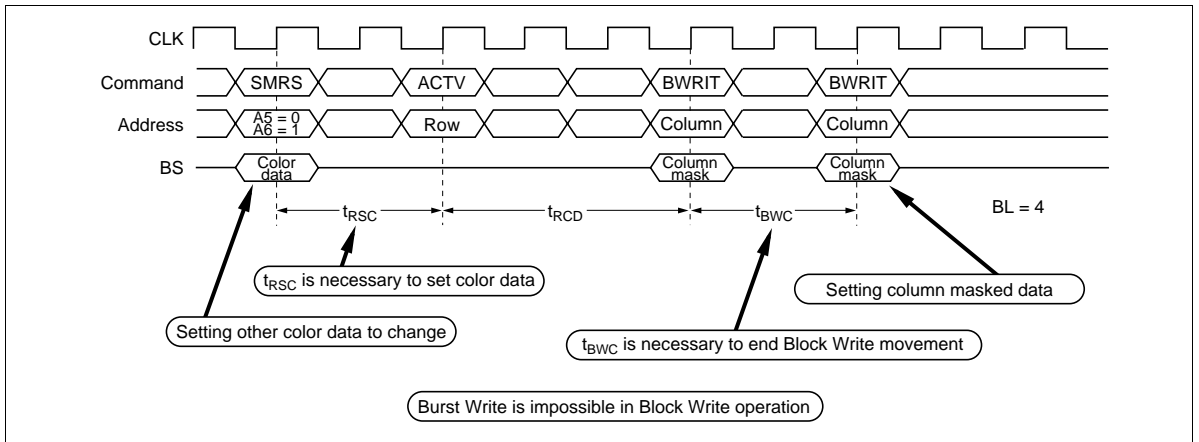 CLK
Command SMRS ACTV BWRIT BWRIT
Address A5 = 0 A6 = 1 Row Column Column
BS Color data Column mask Column mask
tRSC tRCD tBWC BL = 4
tRSC is necessary to set color data
Setting column masked data
Setting other color data to change
tBWC is necessary to end Block Write movement
Burst Write is impossible in Block Write operation